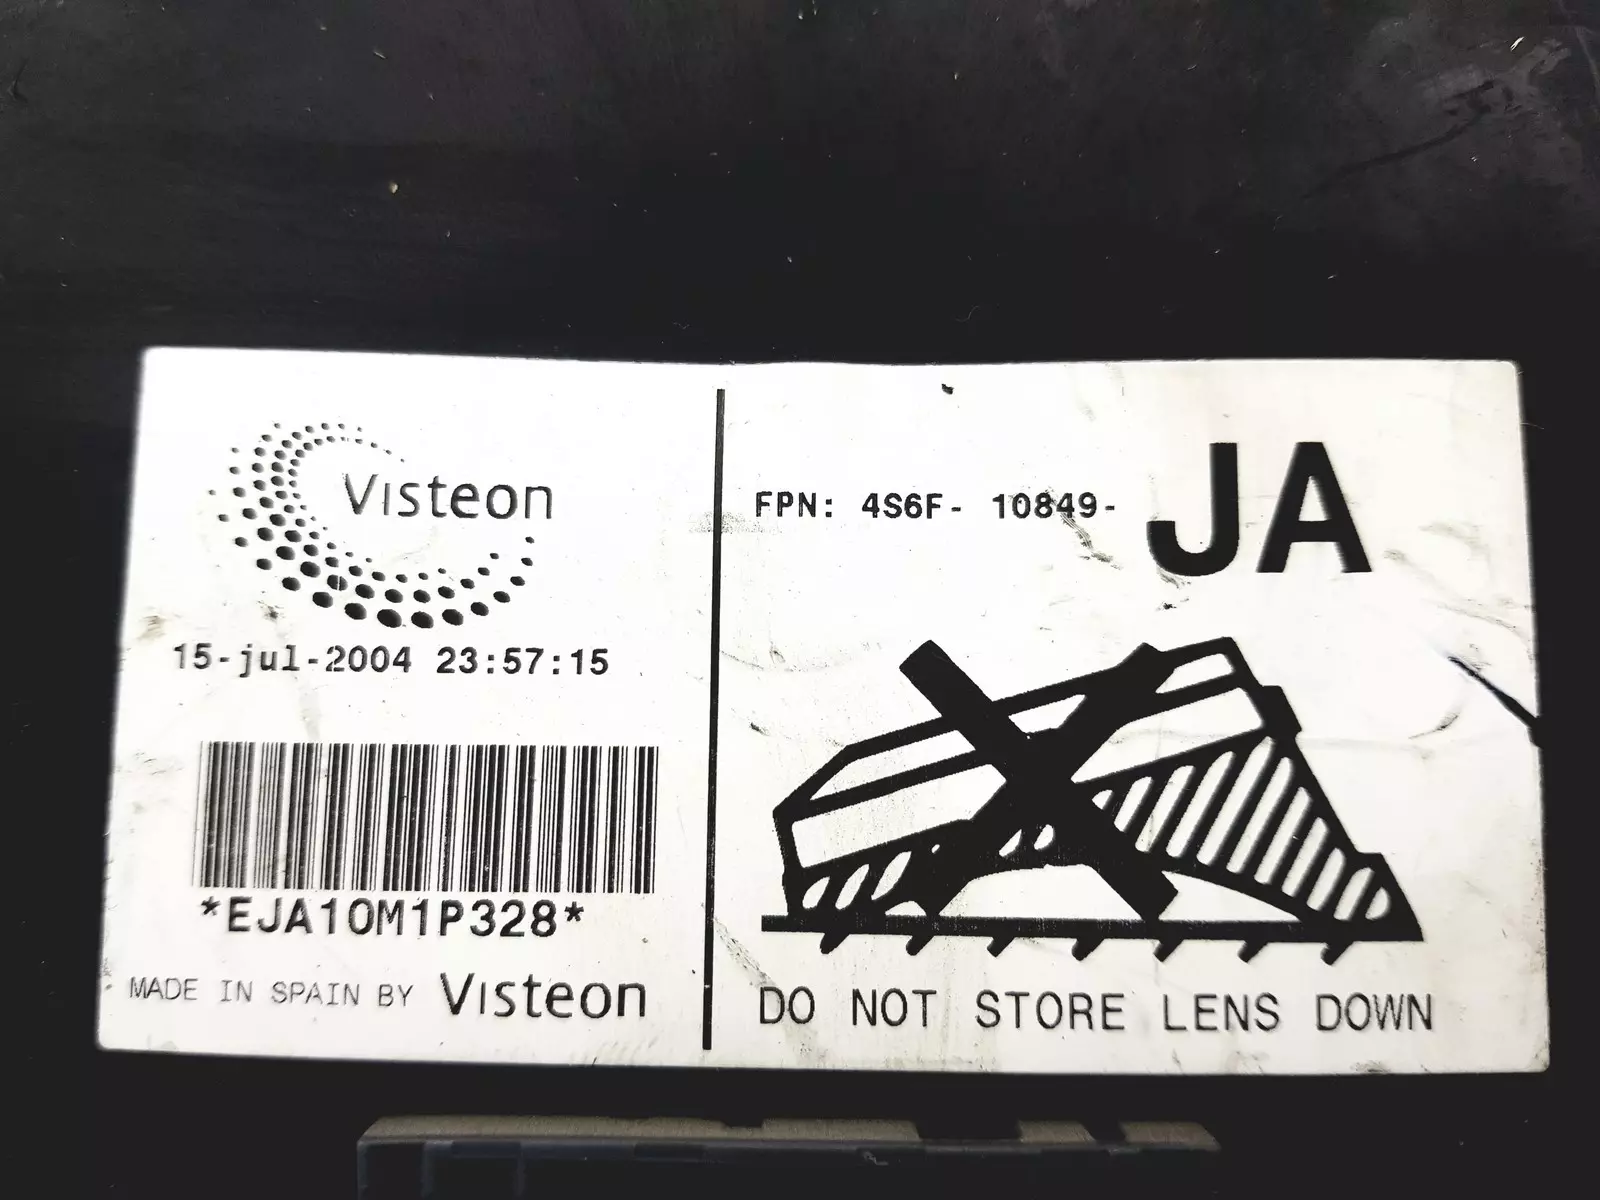 Visteon
15-jul-2004 23:57:15
*EJA10M1P328*
MADE IN SPAIN BY Visteon
FPN: 4S6F- 10849- JA
DO NOT STORE LENS DOWN